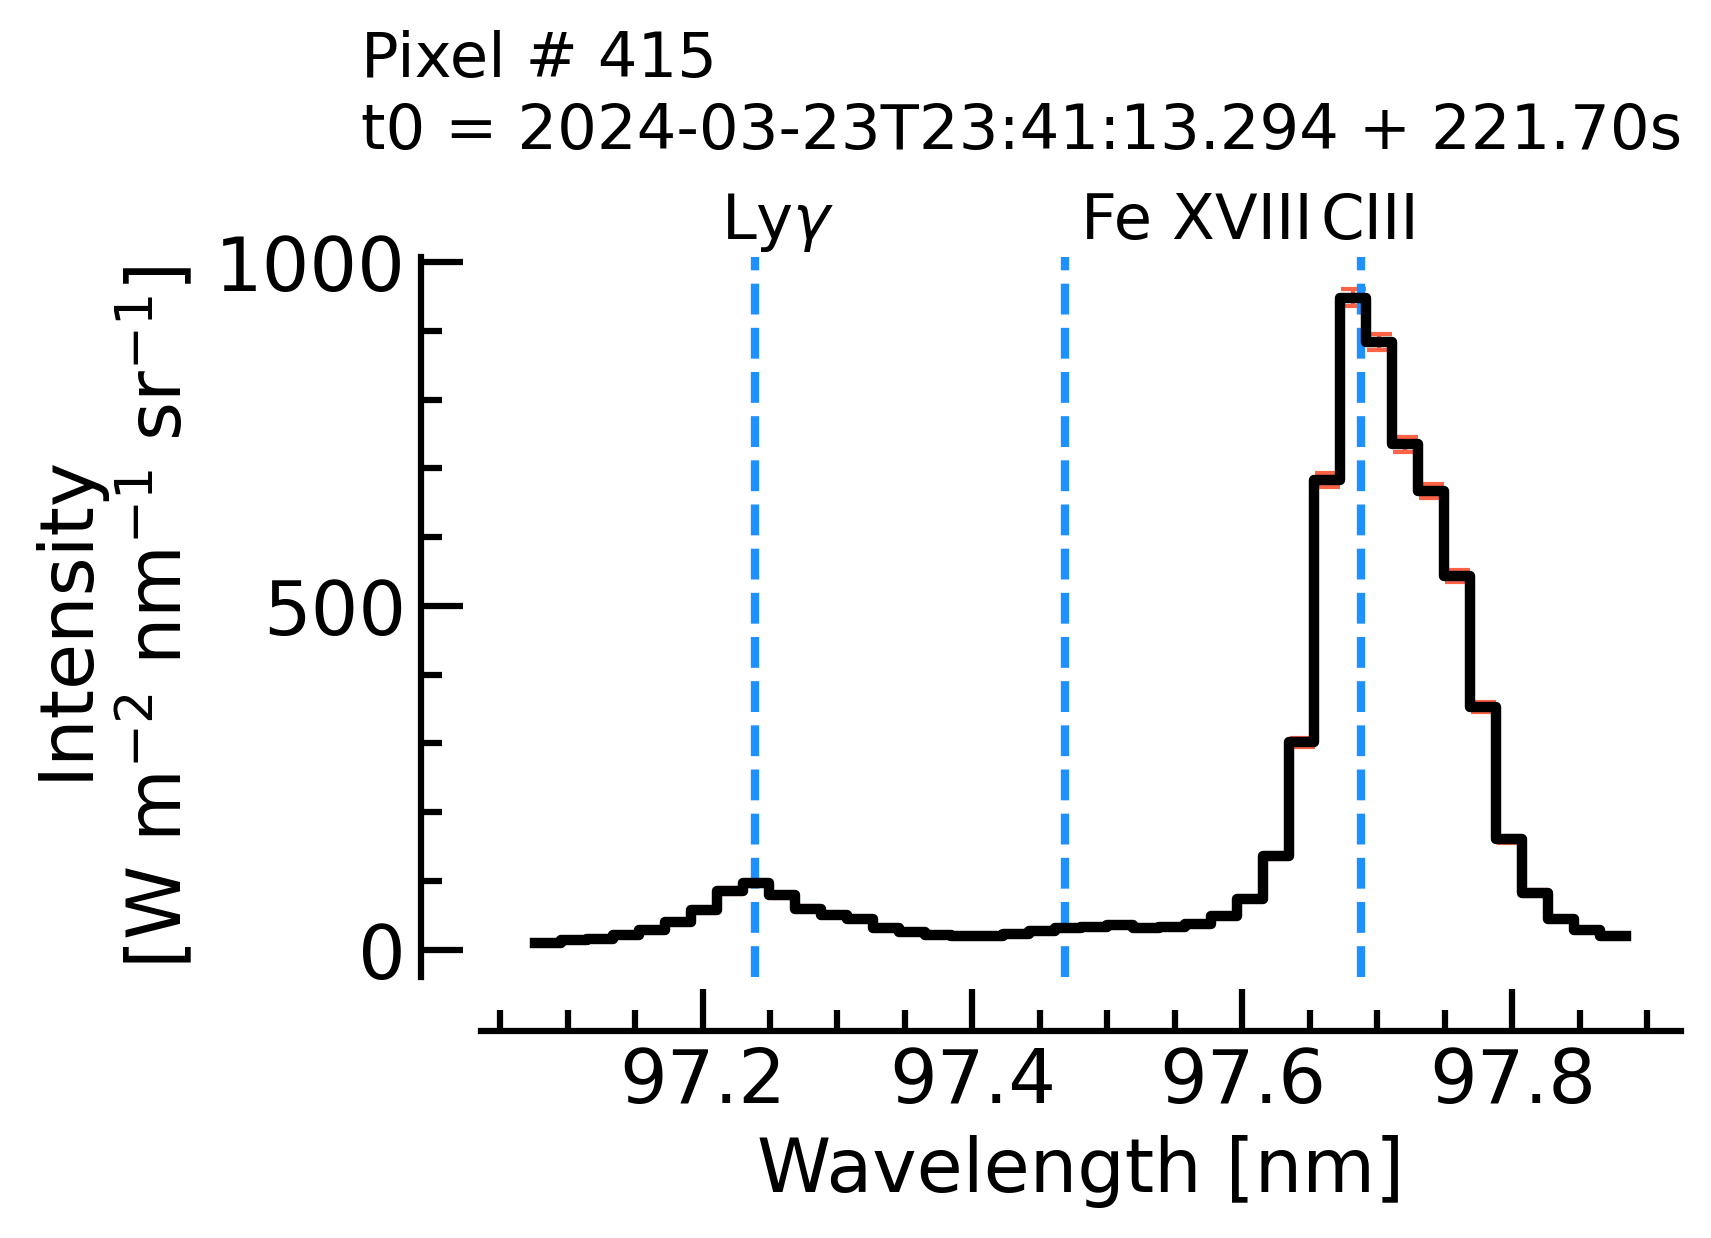 Pixel # 415
t0 = 2024-03-23T23:41:13.294 + 221.70s
Lyγ Fe XVIII CIII
1000
500
0
Intensity
[W m⁻² nm⁻¹ sr⁻¹]
97.2 97.4 97.6 97.8
Wavelength [nm]